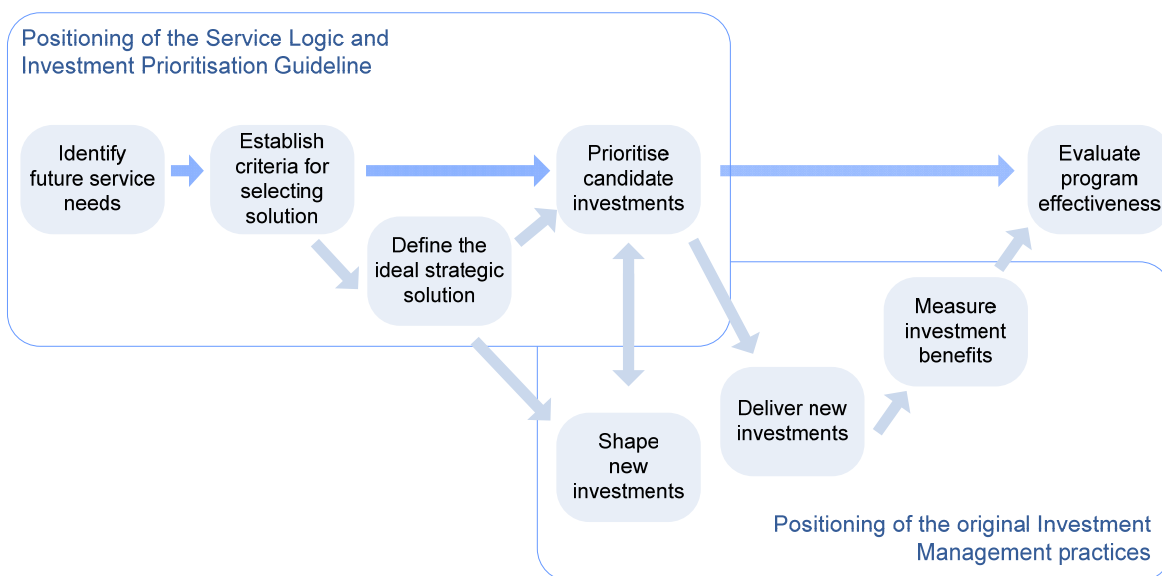 Positioning of the Service Logic and
Investment Prioritisation Guideline
Identify
future service
needs
Establish
criteria for
selecting
solution
Define the
ideal strategic
solution
Prioritise
candidate
investments
Evaluate
program
effectiveness
Shape
new
investments
Deliver new
investments
Measure
investment
benefits
Positioning of the original Investment
Management practices